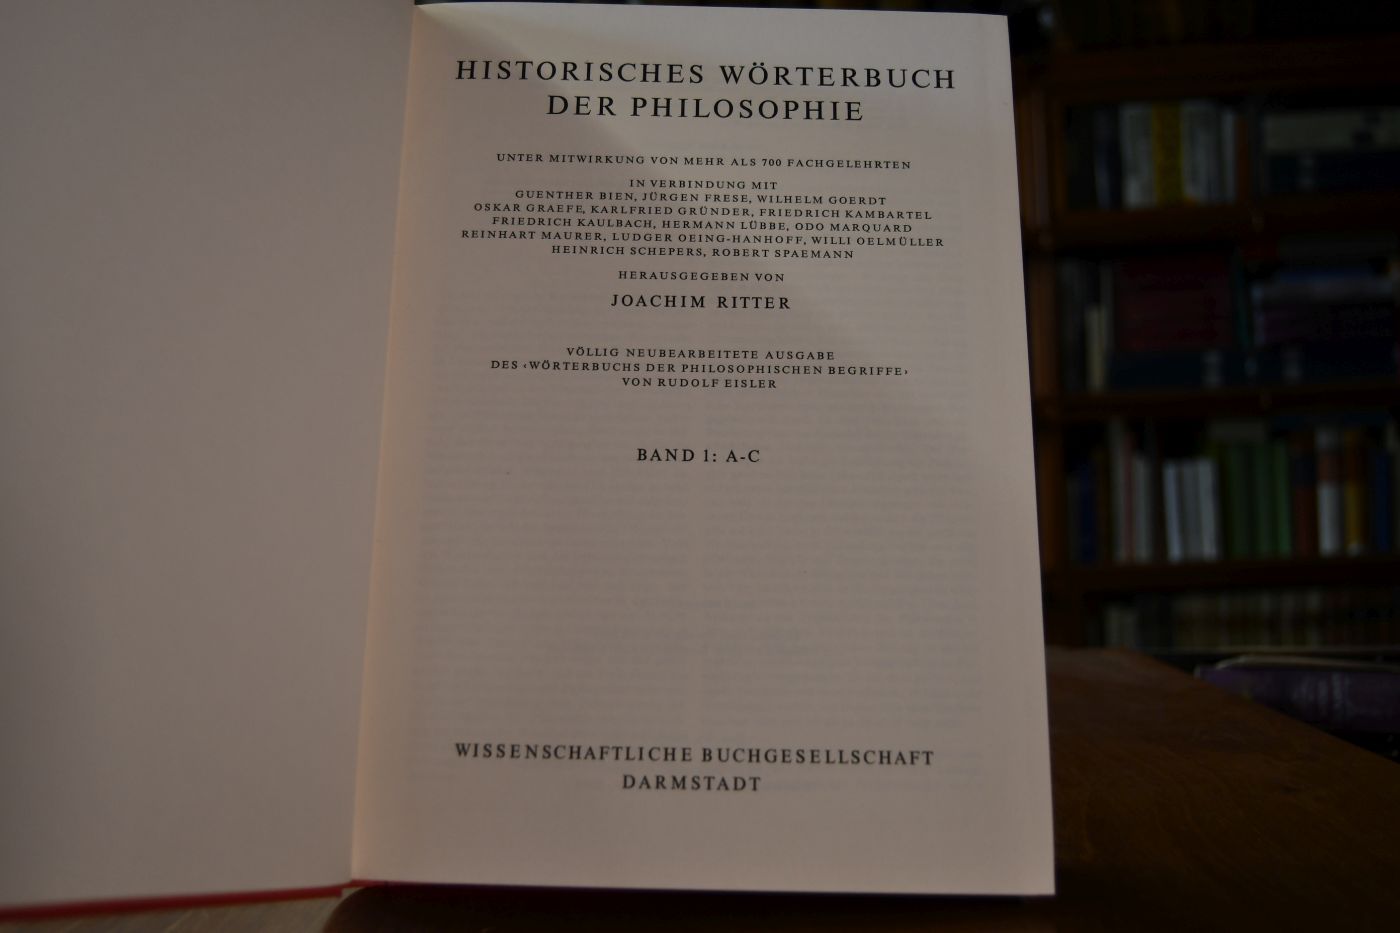 HISTORISCHES WÖRTERBUCH
DER PHILOSOPHIE
UNTER MITWIRKUNG VON MEHR ALS 700 FACHGELEHRTEN
IN VERBINDUNG MIT
GUENTHER BIEN, JÜRGEN FRESE, WILHELM GOERDT
OSKAR GRAEFE, KARLFRIED GRÜNDER, FRIEDRICH KAMBARTEL
FRIEDRICH KAULBACH, HERMANN LÜBBE, ODO MARQUARD
REINHART MAURER, LUDGER OEING-HANHOFF, WILLI OELMÜLLER
HEINRICH SCHEPERS, ROBERT SPAEMANN
HERAUSGEGEBEN VON
JOACHIM RITTER
VÖLLIG NEUBEARBEITETE AUSGABE
DES ‹WÖRTERBUCHS DER PHILOSOPHISCHEN BEGRIFFE›
VON RUDOLF EISLER
BAND 1: A-C
WISSENSCHAFTLICHE BUCHGESELLSCHAFT
DARMSTADT